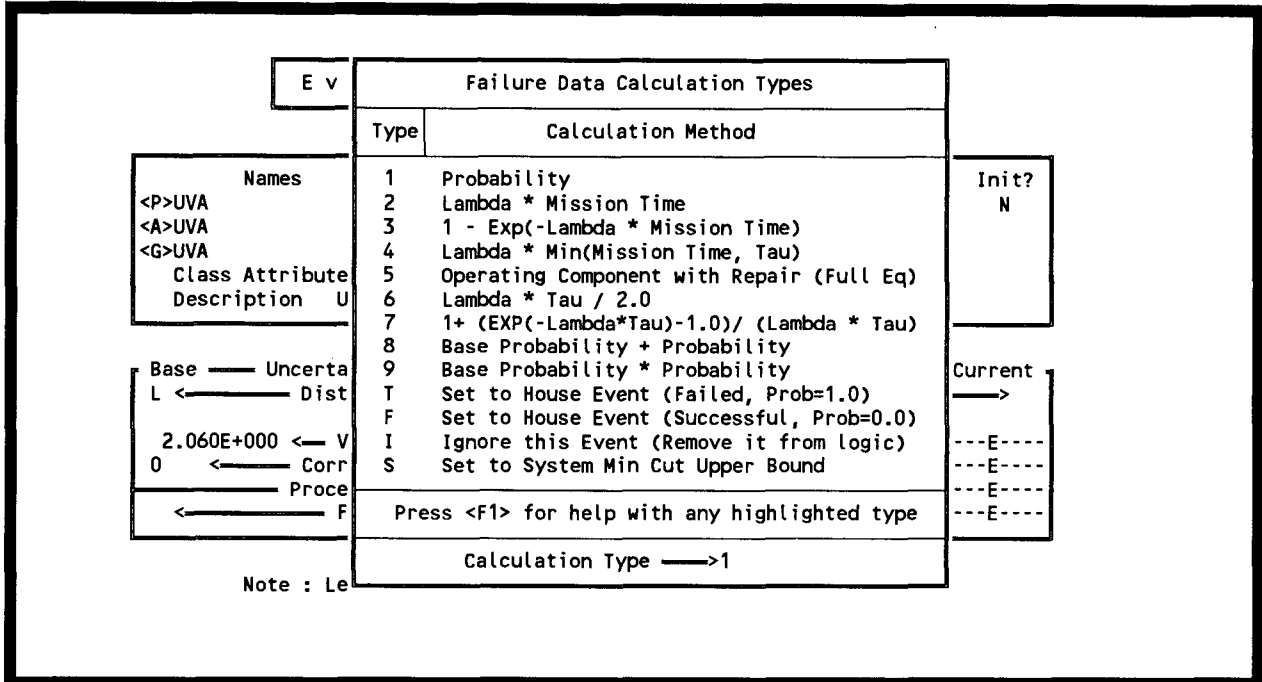 E v
Failure Data Calculation Types
Type Calculation Method
Names
<P>UVA
<A>UVA
<G>UVA
Class Attribute
Description U
1 Probability
2 Lambda * Mission Time
3 1 - Exp(-Lambda * Mission Time)
4 Lambda * Min(Mission Time, Tau)
5 Operating Component with Repair (Full Eq)
6 Lambda * Tau / 2.0
7 1+ (EXP(-Lambda*Tau)-1.0)/ (Lambda * Tau)
8 Base Probability + Probability
9 Base Probability * Probability
T Set to House Event (Failed, Prob=1.0)
F Set to House Event (Successful, Prob=0.0)
I Ignore this Event (Remove it from logic)
S Set to System Min Cut Upper Bound
Press <F1> for help with any highlighted type
Calculation Type ——>1
Init?
N
Base —— Uncerta
L <—— Dist
2.060E+000 <— V
0 <—— Corr
Proce
<—— F
Current
——>
---E----
---E----
---E----
---E----
Note : Le